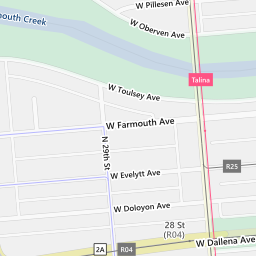 W Pillesen Ave
outh Creek
W Oberven Ave
Talina
W Toulsey Ave
W Farmouth Ave
N 29th St
R25
W Evelytt Ave
W Doloyon Ave
28 St
(R04)
W Dallena Ave
2A
R04